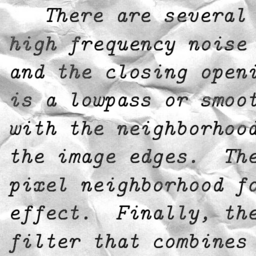 There are several
high frequency noise
and the closing openi
is a lowpass or smoot
with the neighborhood
the image edges. The
pixel neighborhood fo
effect. Finally, the
filter that combines